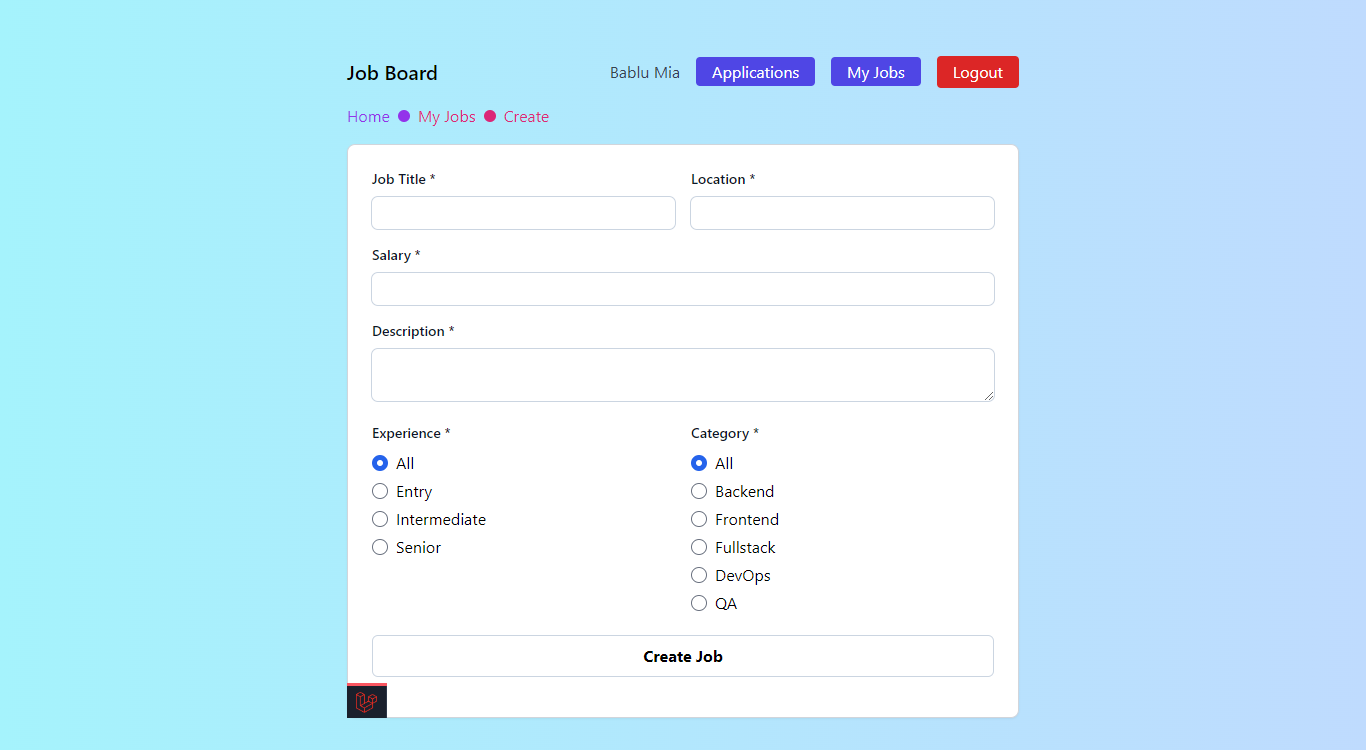 Job Board Bablu Mia Applications My Jobs Logout
Home My Jobs Create
Job Title * Location *
Salary *
Description *
Experience * Category *
All All
Entry Backend
Intermediate Frontend
Senior Fullstack
DevOps
QA
Create Job